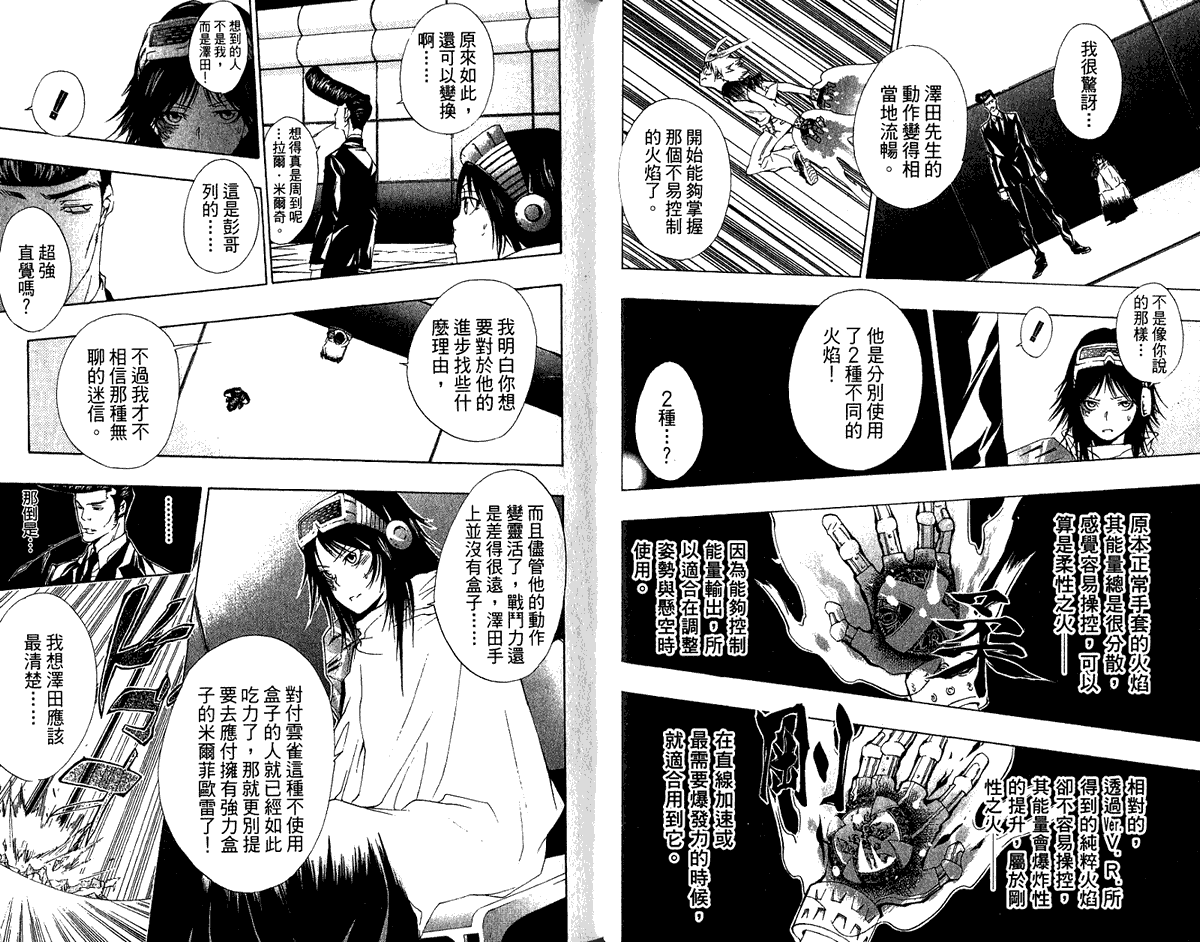 我很驚訝…
澤田先生的
動作變得相
當地流暢。
開始能夠掌握
那個不易控制
的火焰了。
不是像你說
的那樣…
!!
他是分別使用
了2種不同的
火焰！
2種…？
原本正常手套的火焰
其能量總是很分散，
感覺容易操控，可以
算是柔性之火——
柔
因為能夠控制
能量輸出，所
以適合在調整
姿勢與懸空時
使用。
相對的，
透過Ver.V.R.所
得到的純粹火焰
卻不容易操控，
其能量會爆炸性
的提升，屬於剛
性之火——
剛
在直線加速或
最需要爆發力的時候，
就適合用到它。
原來如此，
還可以變換
啊……
想得真是周到呢
…拉爾·米爾奇。
想到的人
不是我，
而是澤田！
!!
這是彭哥
列的……
超強
直覺嗎？
我明白你想
要對於他的
進步找些什
麼理由，
不過我才不
相信那種無
聊的迷信。
而且儘管他的動作
變靈活了，戰鬥力還
是差得很遠，澤田手
上並沒有盒子……
………
那倒是…
對付雲雀這種不使用
盒子的人就已經如此
吃力了，那就更別提
要去應付擁有強力盒
子的米爾菲歐雷了！
我想澤田應該
最清楚……